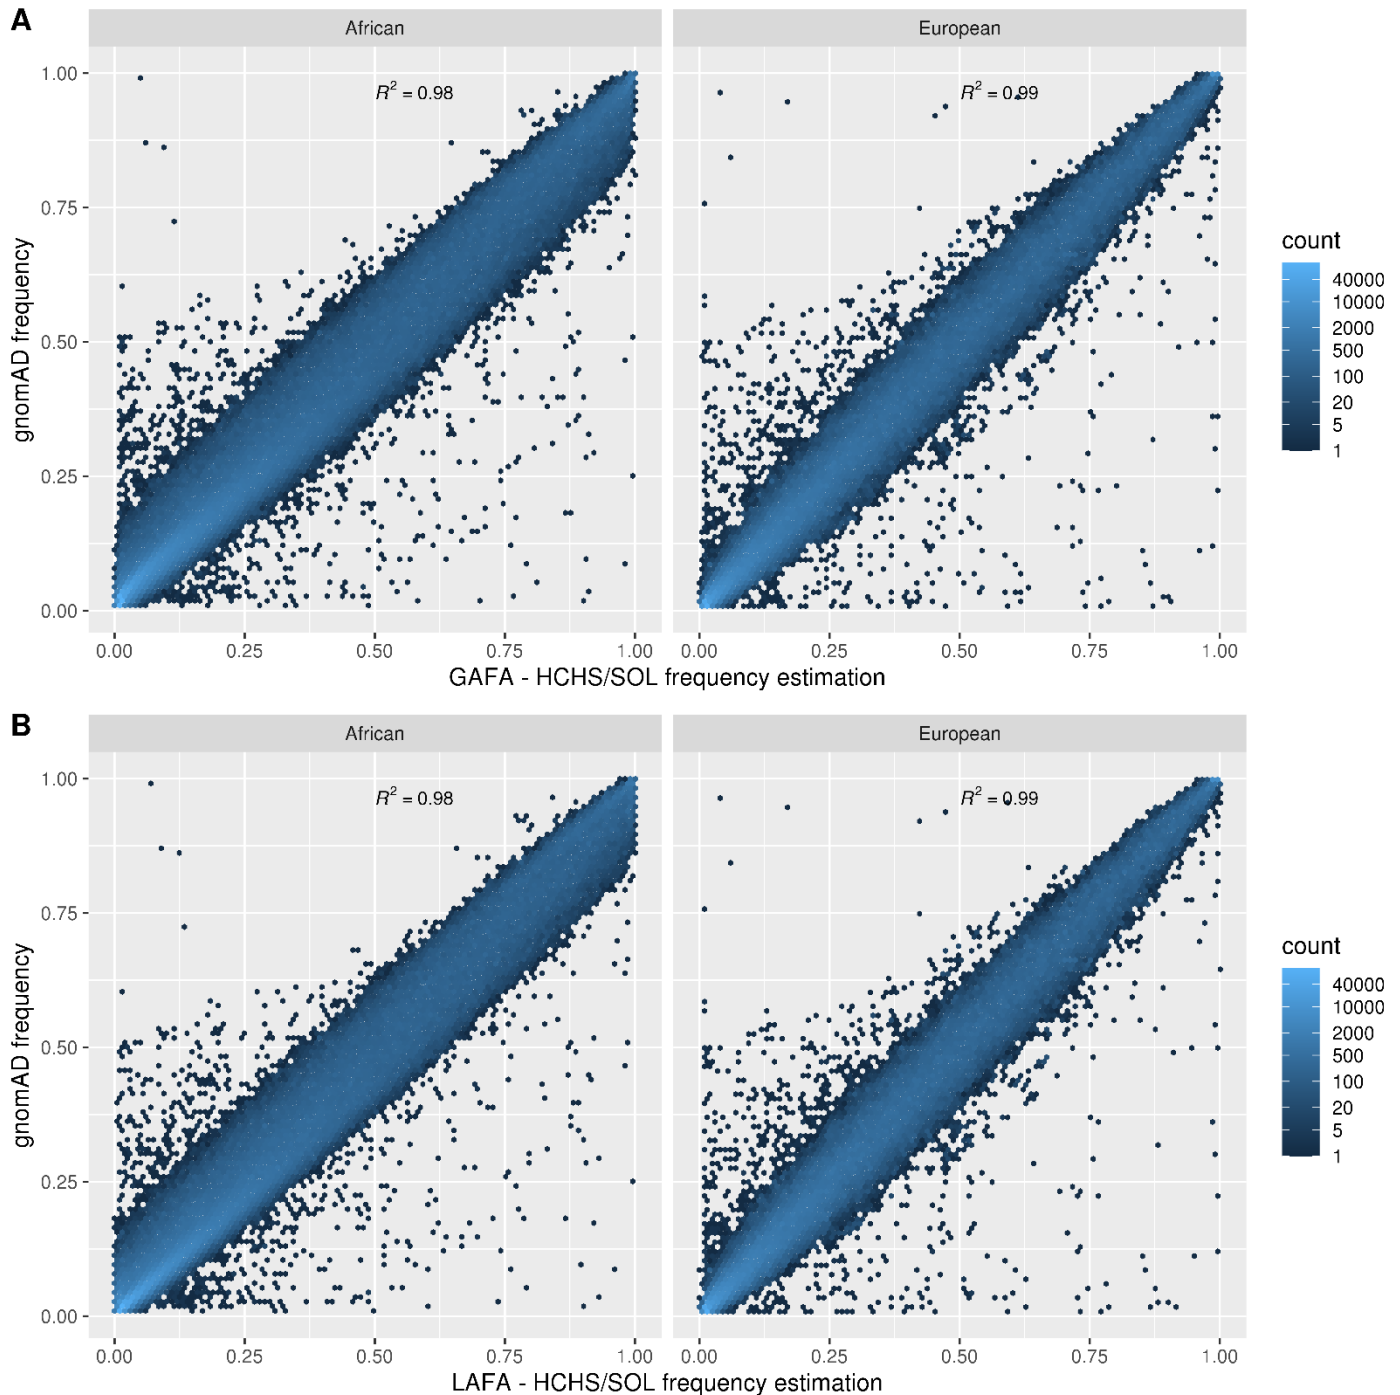 A
African
European
1.00
0.75
0.50
0.25
0.00
gnomAD frequency
R² = 0.98
R² = 0.99
0.00 0.25 0.50 0.75 1.00
0.00 0.25 0.50 0.75 1.00
GAFA - HCHS/SOL frequency estimation
count
40000
10000
2000
500
100
20
5
1
B
African
European
1.00
0.75
0.50
0.25
0.00
gnomAD frequency
R² = 0.98
R² = 0.99
0.00 0.25 0.50 0.75 1.00
0.00 0.25 0.50 0.75 1.00
LAFA - HCHS/SOL frequency estimation
count
40000
10000
2000
500
100
20
5
1